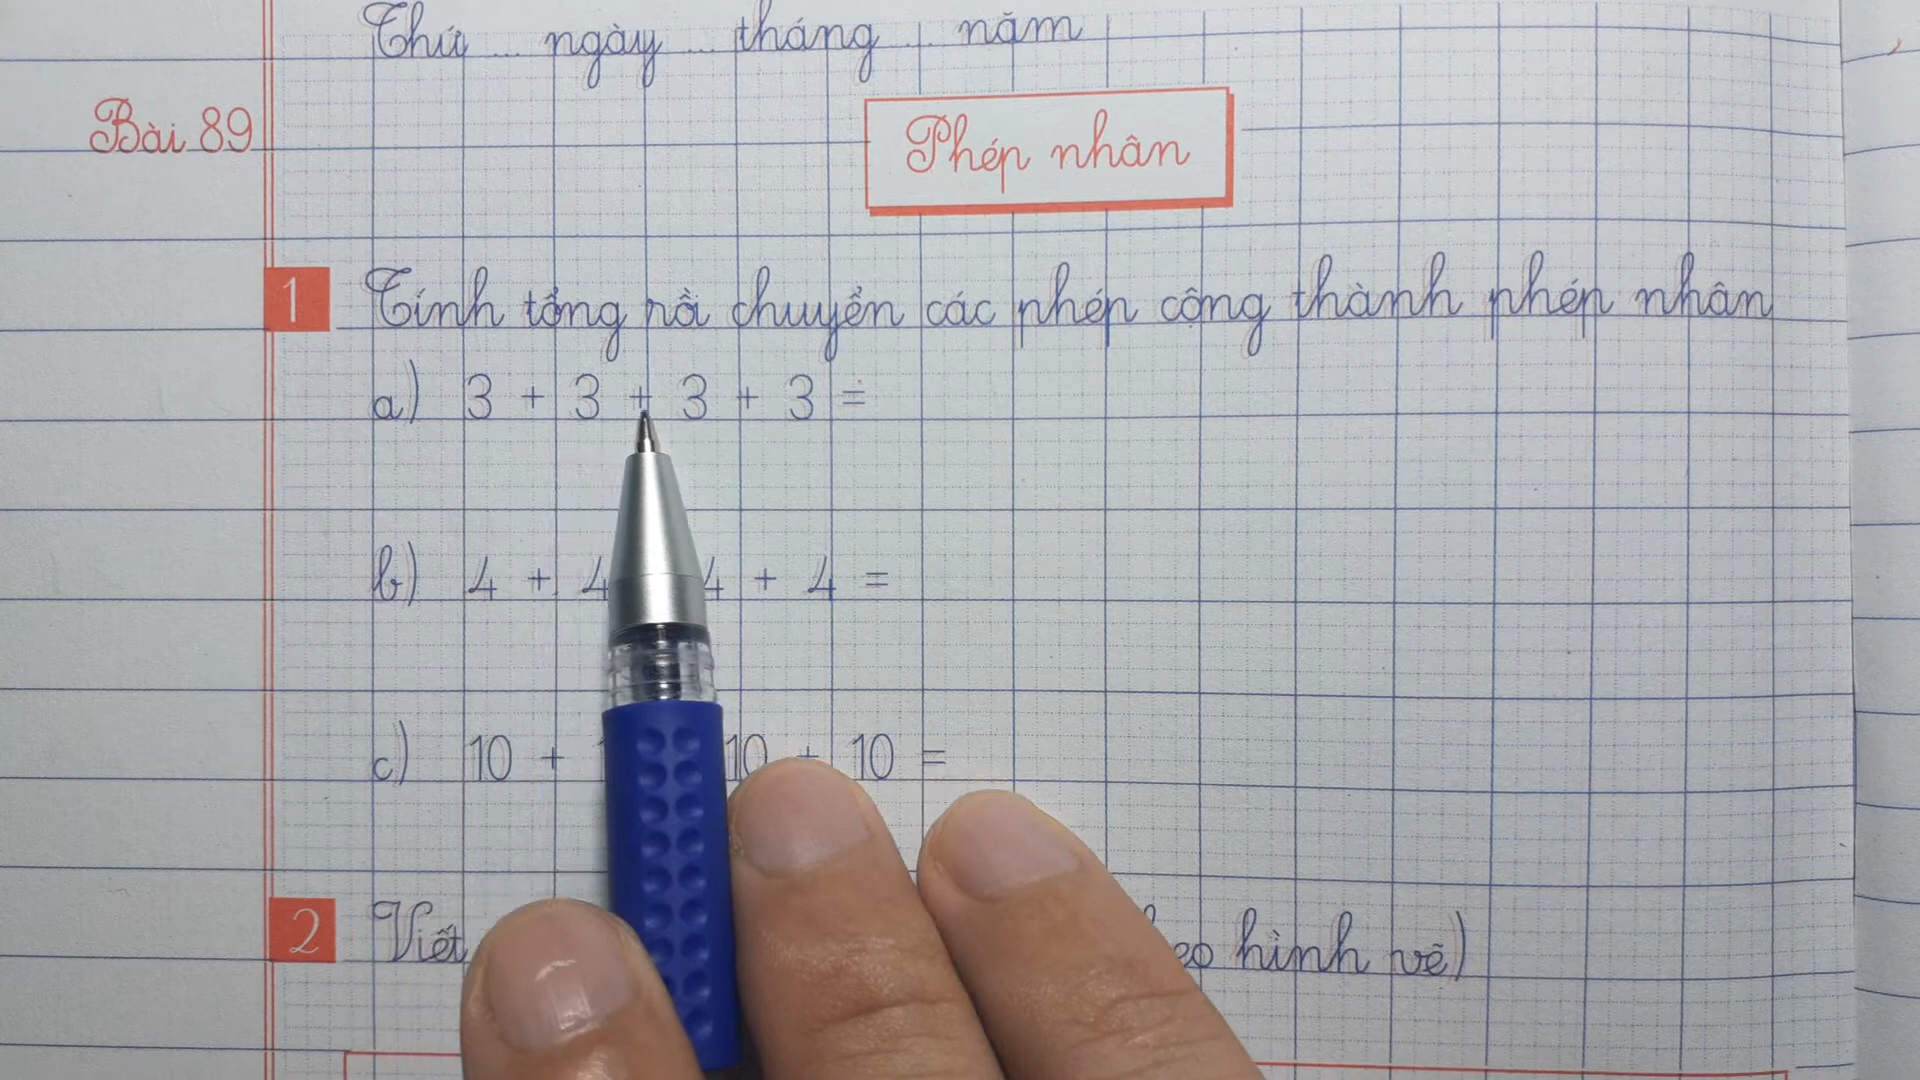 Thứ ... ngày ... tháng ... năm
Bài 89
Phép nhân
1 Tính tổng rồi chuyển các phép cộng thành phép nhân
a) 3 + 3 + 3 + 3 =
b) 4 + 4 4 + 4 =
c) 10 + 10 + 10 =
2 Viết hình vẽ)